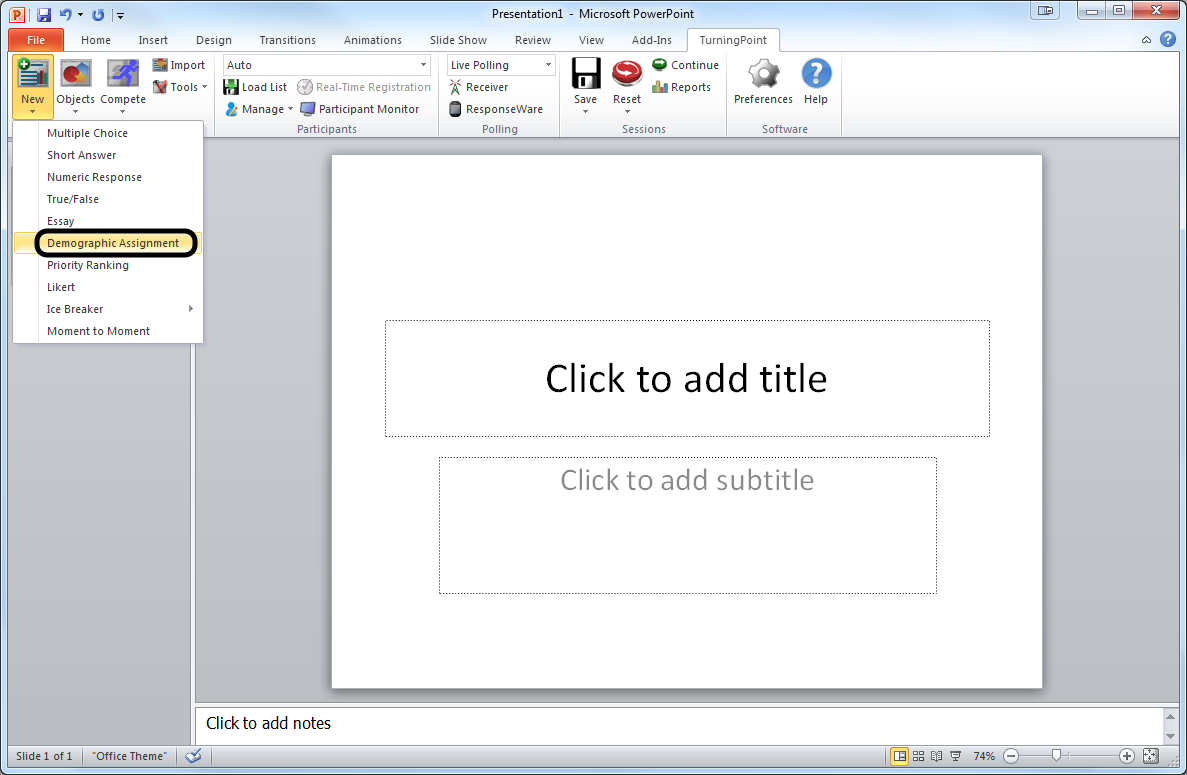 Presentation1 - Microsoft PowerPoint
File Home Insert Design Transitions Animations Slide Show Review View Add-Ins TurningPoint
New
Objects
Compete
Import
Tools
Auto
Load List Real-Time Registration
Manage Participant Monitor
Participants
Live Polling
Receiver
ResponseWare
Polling
Save
Reset
Continue
Reports
Sessions
Preferences
Help
Software
Multiple Choice
Short Answer
Numeric Response
True/False
Essay
Demographic Assignment
Priority Ranking
Likert
Ice Breaker
Moment to Moment
Click to add title
Click to add subtitle
Click to add notes
Slide 1 of 1 "Office Theme" 74%